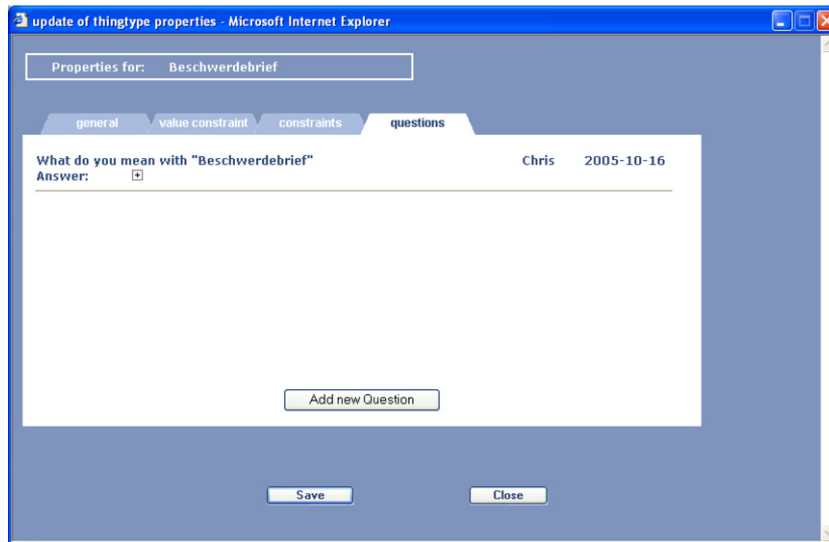 update of thingtype properties - Microsoft Internet Explorer
Properties for: Beschwerdebrief
general value constraint constraints questions
What do you mean with "Beschwerdebrief" Chris 2005-10-16
Answer:
Add new Question
Save Close